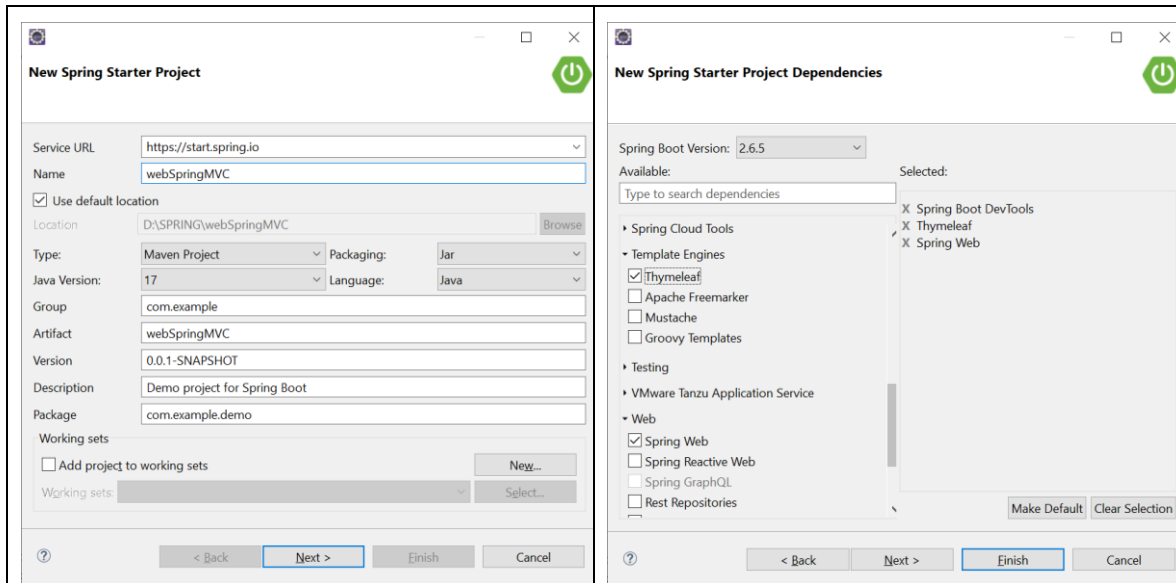 New Spring Starter Project
Service URL https://start.spring.io
Name webSpringMVC
Use default location
Location D:\SPRING\webSpringMVC Browse
Type: Maven Project Packaging: Jar
Java Version: 17 Language: Java
Group com.example
Artifact webSpringMVC
Version 0.0.1-SNAPSHOT
Description Demo project for Spring Boot
Package com.example.demo
Working sets
Add project to working sets New...
Working sets: Select...
< Back Next > Finish Cancel
New Spring Starter Project Dependencies
Spring Boot Version: 2.6.5
Available: Selected:
Type to search dependencies
Spring Cloud Tools
Template Engines
Thymeleaf
Apache Freemarker
Mustache
Groovy Templates
Testing
VMware Tanzu Application Service
Web
Spring Web
Spring Reactive Web
Spring GraphQL
Rest Repositories
X Spring Boot DevTools
X Thymeleaf
X Spring Web
Make Default Clear Selection
< Back Next > Finish Cancel